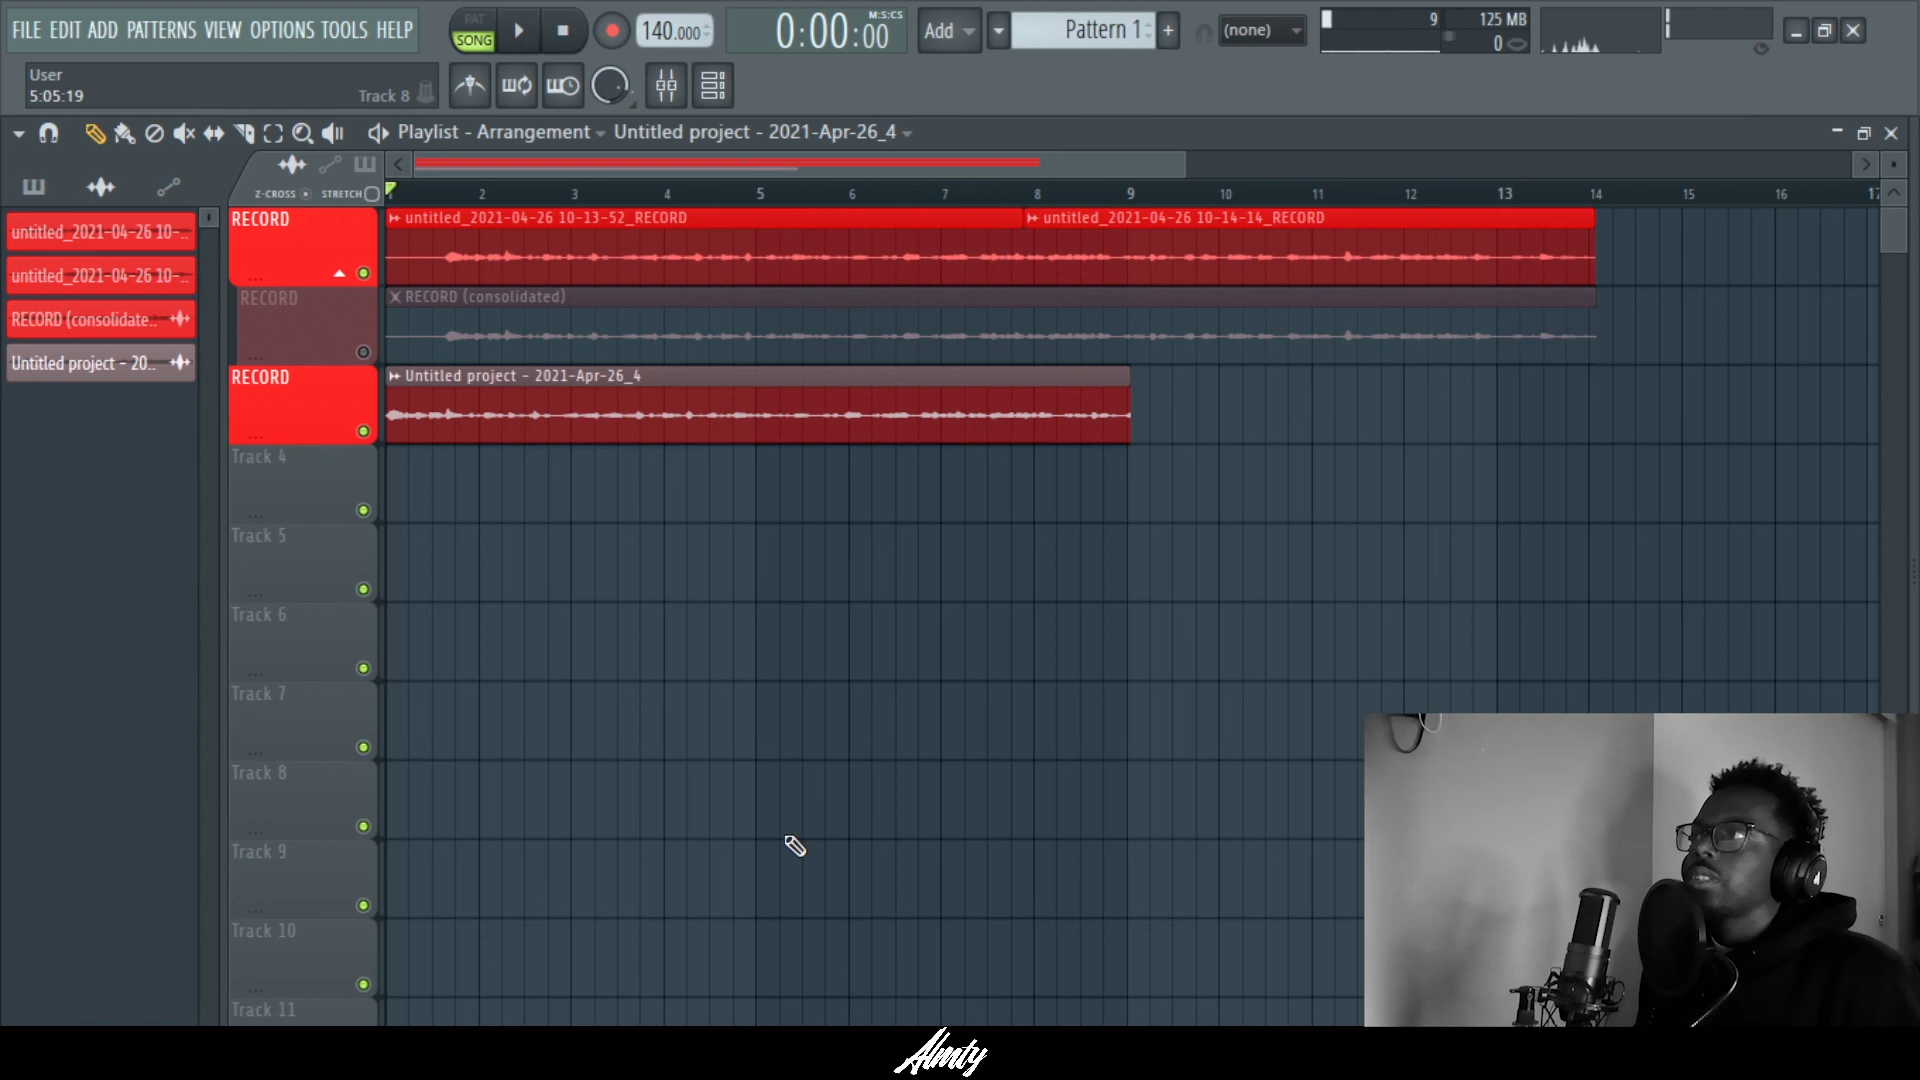 FILE EDIT ADD PATTERNS VIEW OPTIONS TOOLS HELP
PAT
SONG
140.000
0:00:00
M:S:CS
Add
Pattern 1
+
(none)
9
125 MB
0
User
5:05:19
Track 8
Playlist - Arrangement
Untitled project - 2021-Apr-26_4
Z-CROSS
STRETCH
2 3 4 5 6 7 8 9 10 11 12 13 14 15 16 17
untitled_2021-04-26 10-..
untitled_2021-04-26 10-..
RECORD (consolidate..
Untitled project - 20..
RECORD
untitled_2021-04-26 10-13-52_RECORD
untitled_2021-04-26 10-14-14_RECORD
RECORD
RECORD (consolidated)
RECORD
Untitled project - 2021-Apr-26_4
Track 4
Track 5
Track 6
Track 7
Track 8
Track 9
Track 10
Track 11
Almty